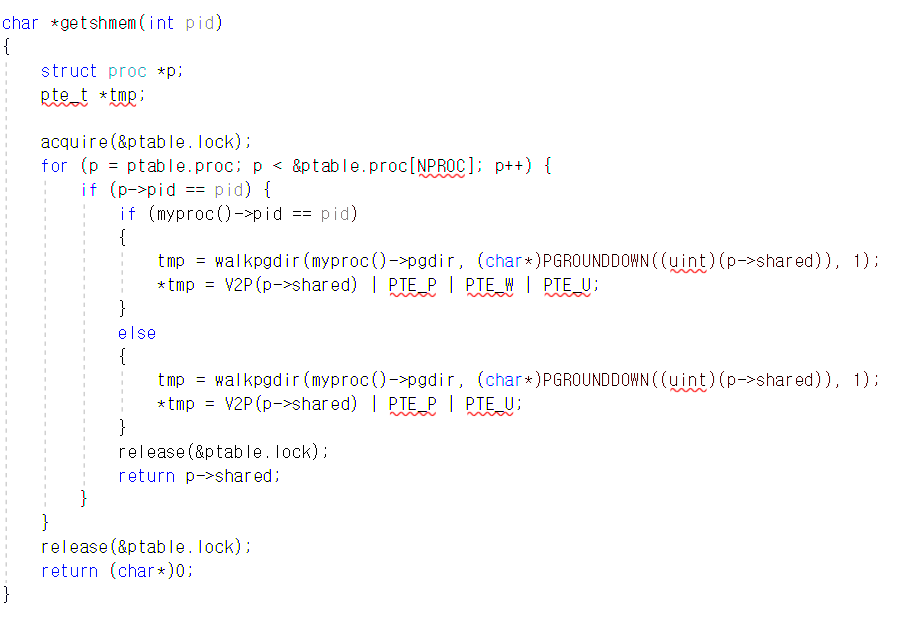 char *getshmem(int pid)
{
    struct proc *p;
    pte_t *tmp;

    acquire(&ptable.lock);
    for (p = ptable.proc; p < &ptable.proc[NPROC]; p++) {
        if (p->pid == pid) {
            if (myproc()->pid == pid)
            {
                tmp = walkpgdir(myproc()->pgdir, (char*)PGROUNDDOWN((uint)(p->shared)), 1);
                *tmp = V2P(p->shared) | PTE_P | PTE_W | PTE_U;
            }
            else
            {
                tmp = walkpgdir(myproc()->pgdir, (char*)PGROUNDDOWN((uint)(p->shared)), 1);
                *tmp = V2P(p->shared) | PTE_P | PTE_U;
            }
            release(&ptable.lock);
            return p->shared;
        }
    }
    release(&ptable.lock);
    return (char*)0;
}